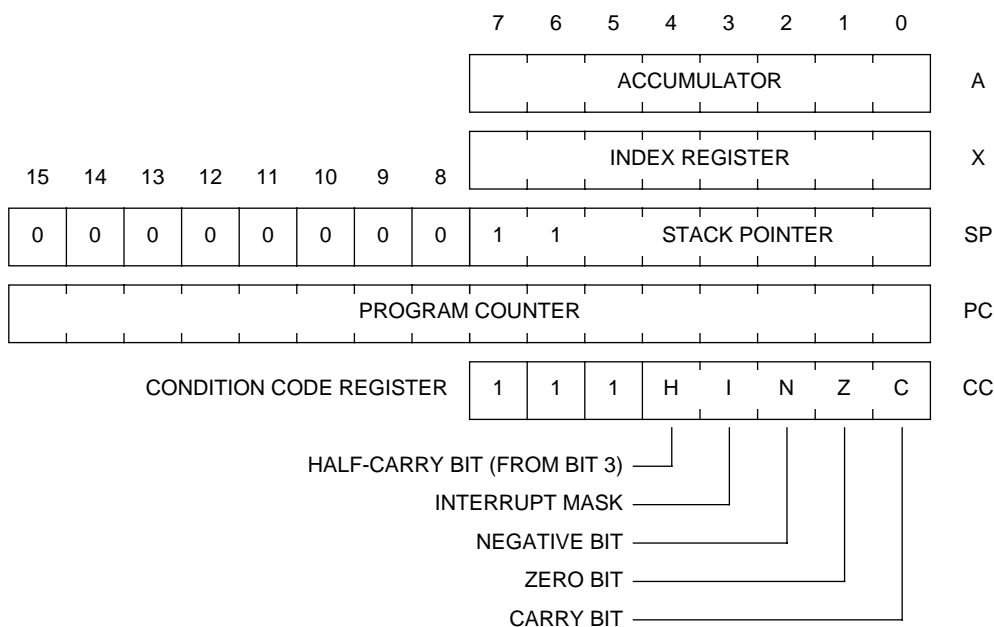 7 6 5 4 3 2 1 0
ACCUMULATOR A
INDEX REGISTER X
15 14 13 12 11 10 9 8
0 0 0 0 0 0 0 0 1 1 STACK POINTER SP
PROGRAM COUNTER PC
CONDITION CODE REGISTER 1 1 1 H I N Z C CC
HALF-CARRY BIT (FROM BIT 3)
INTERRUPT MASK
NEGATIVE BIT
ZERO BIT
CARRY BIT